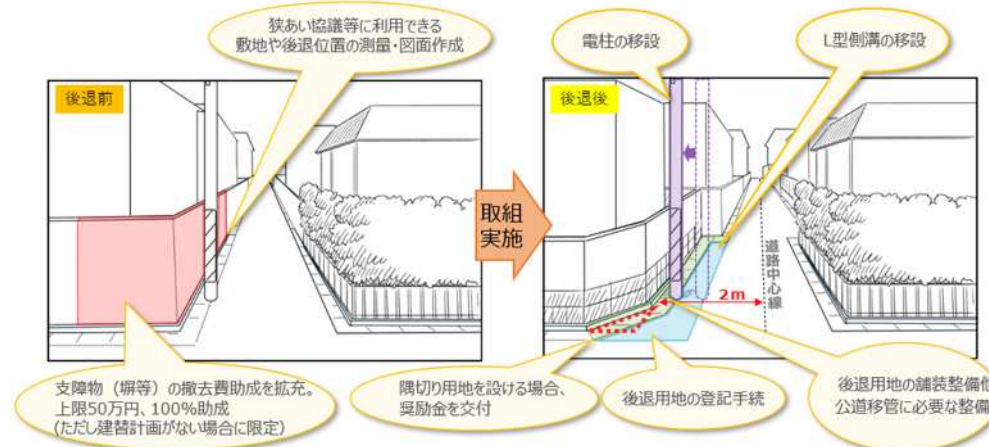 狭あい協議等に利用できる
敷地や後退位置の測量・図面作成
電柱の移設
L型側溝の移設
後退前
後退後
取組
実施
道路中心線
2m
支障物（塀等）の撤去費助成を拡充。
上限50万円、100%助成
(ただし建替計画がない場合に限定)
隅切り用地を設ける場合、
奨励金を交付
後退用地の登記手続
後退用地の舗装整備他
公道移管に必要な整備